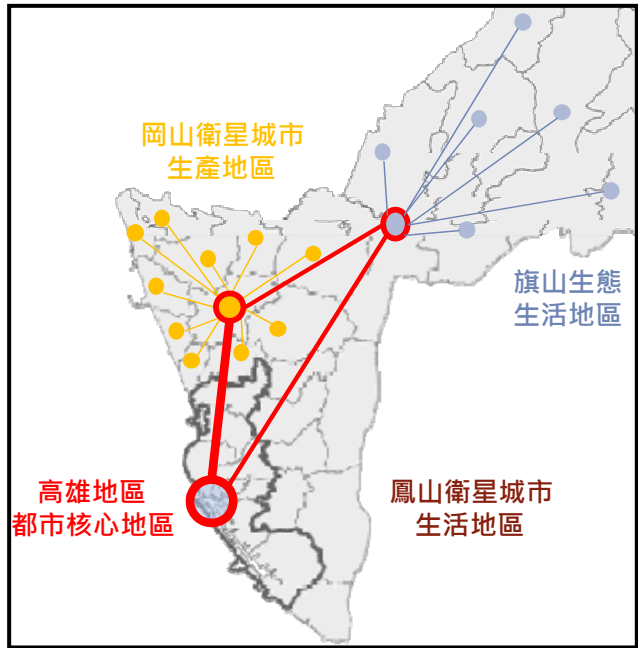 岡山衛星城市
生產地區
旗山生態
生活地區
高雄地區
都市核心地區
鳳山衛星城市
生活地區